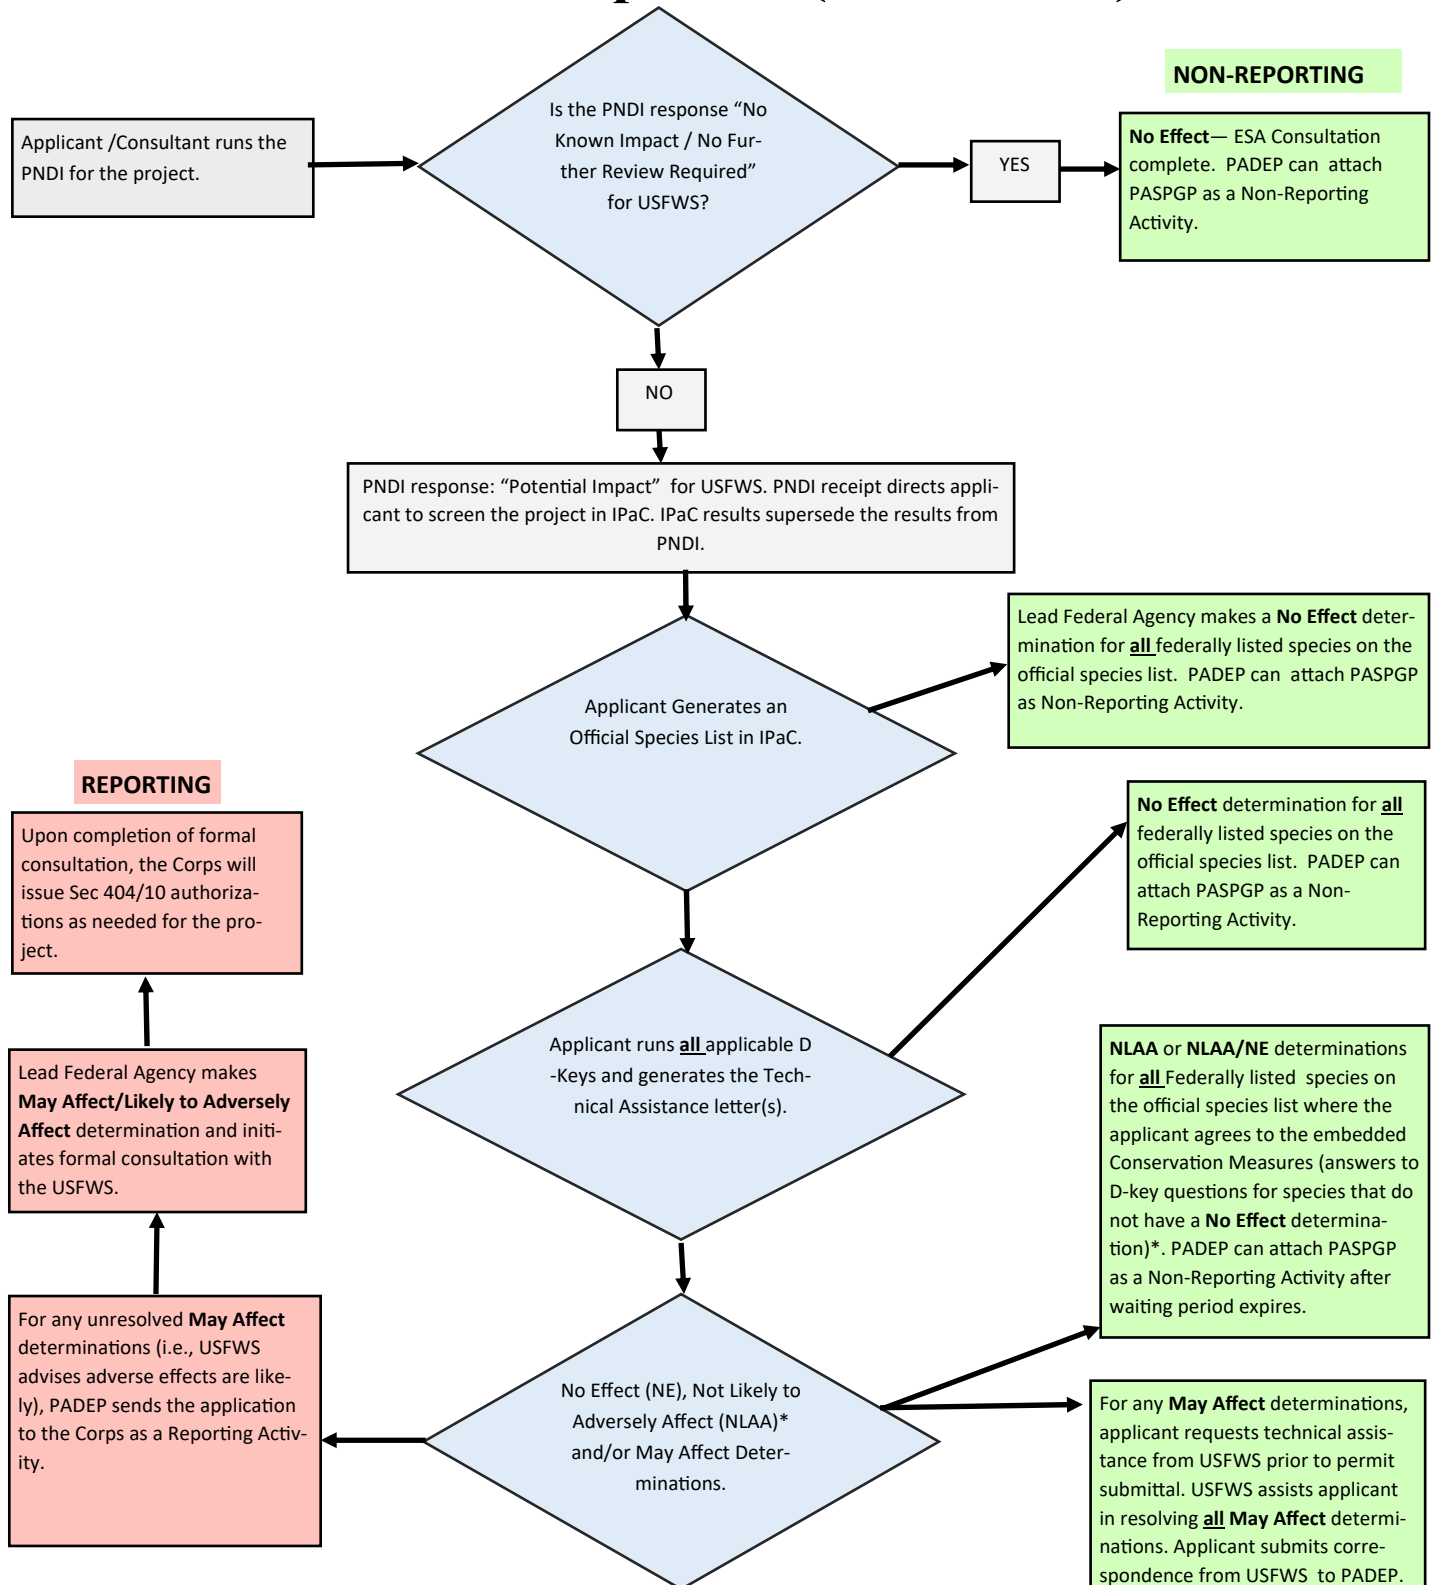 NON-REPORTING
Applicant /Consultant runs the
PNDI for the project.
Is the PNDI response “No
Known Impact / No Fur-
ther Review Required”
for USFWS?
YES
No Effect— ESA Consultation
complete.  PADEP can  attach
PASPGP as a Non-Reporting
Activity.
NO
PNDI response: “Potential Impact”  for USFWS. PNDI receipt directs appli-
cant to screen the project in IPaC. IPaC results supersede the results from
PNDI.
Applicant Generates an
Official Species List in IPaC.
Lead Federal Agency makes a No Effect deter-
mination for all federally listed species on the
official species list.  PADEP can  attach PASPGP
as Non-Reporting Activity.
No Effect determination for all
federally listed species on the
official species list.  PADEP can
attach PASPGP as a Non-
Reporting Activity.
Applicant runs all applicable D
-Keys and generates the Tech-
nical Assistance letter(s).
NLAA or NLAA/NE determinations
for all Federally listed  species on
the official species list where the
applicant agrees to the embedded
Conservation Measures (answers to
D-key questions for species that do
not have a No Effect determina-
tion)*. PADEP can attach PASPGP
as a Non-Reporting Activity after
waiting period expires.
No Effect (NE), Not Likely to
Adversely Affect (NLAA)*
and/or May Affect Deter-
minations.
For any May Affect determinations,
applicant requests technical assis-
tance from USFWS prior to permit
submittal. USFWS assists applicant
in resolving all May Affect determi-
nations. Applicant submits corre-
spondence from USFWS  to PADEP.
REPORTING
Upon completion of formal
consultation, the Corps will
issue Sec 404/10 authoriza-
tions as needed for the pro-
ject.
Lead Federal Agency makes
May Affect/Likely to Adversely
Affect determination and initi-
ates formal consultation with
the USFWS.
For any unresolved May Affect
determinations (i.e., USFWS
advises adverse effects are like-
ly), PADEP sends the application
to the Corps as a Reporting Activ-
ity.